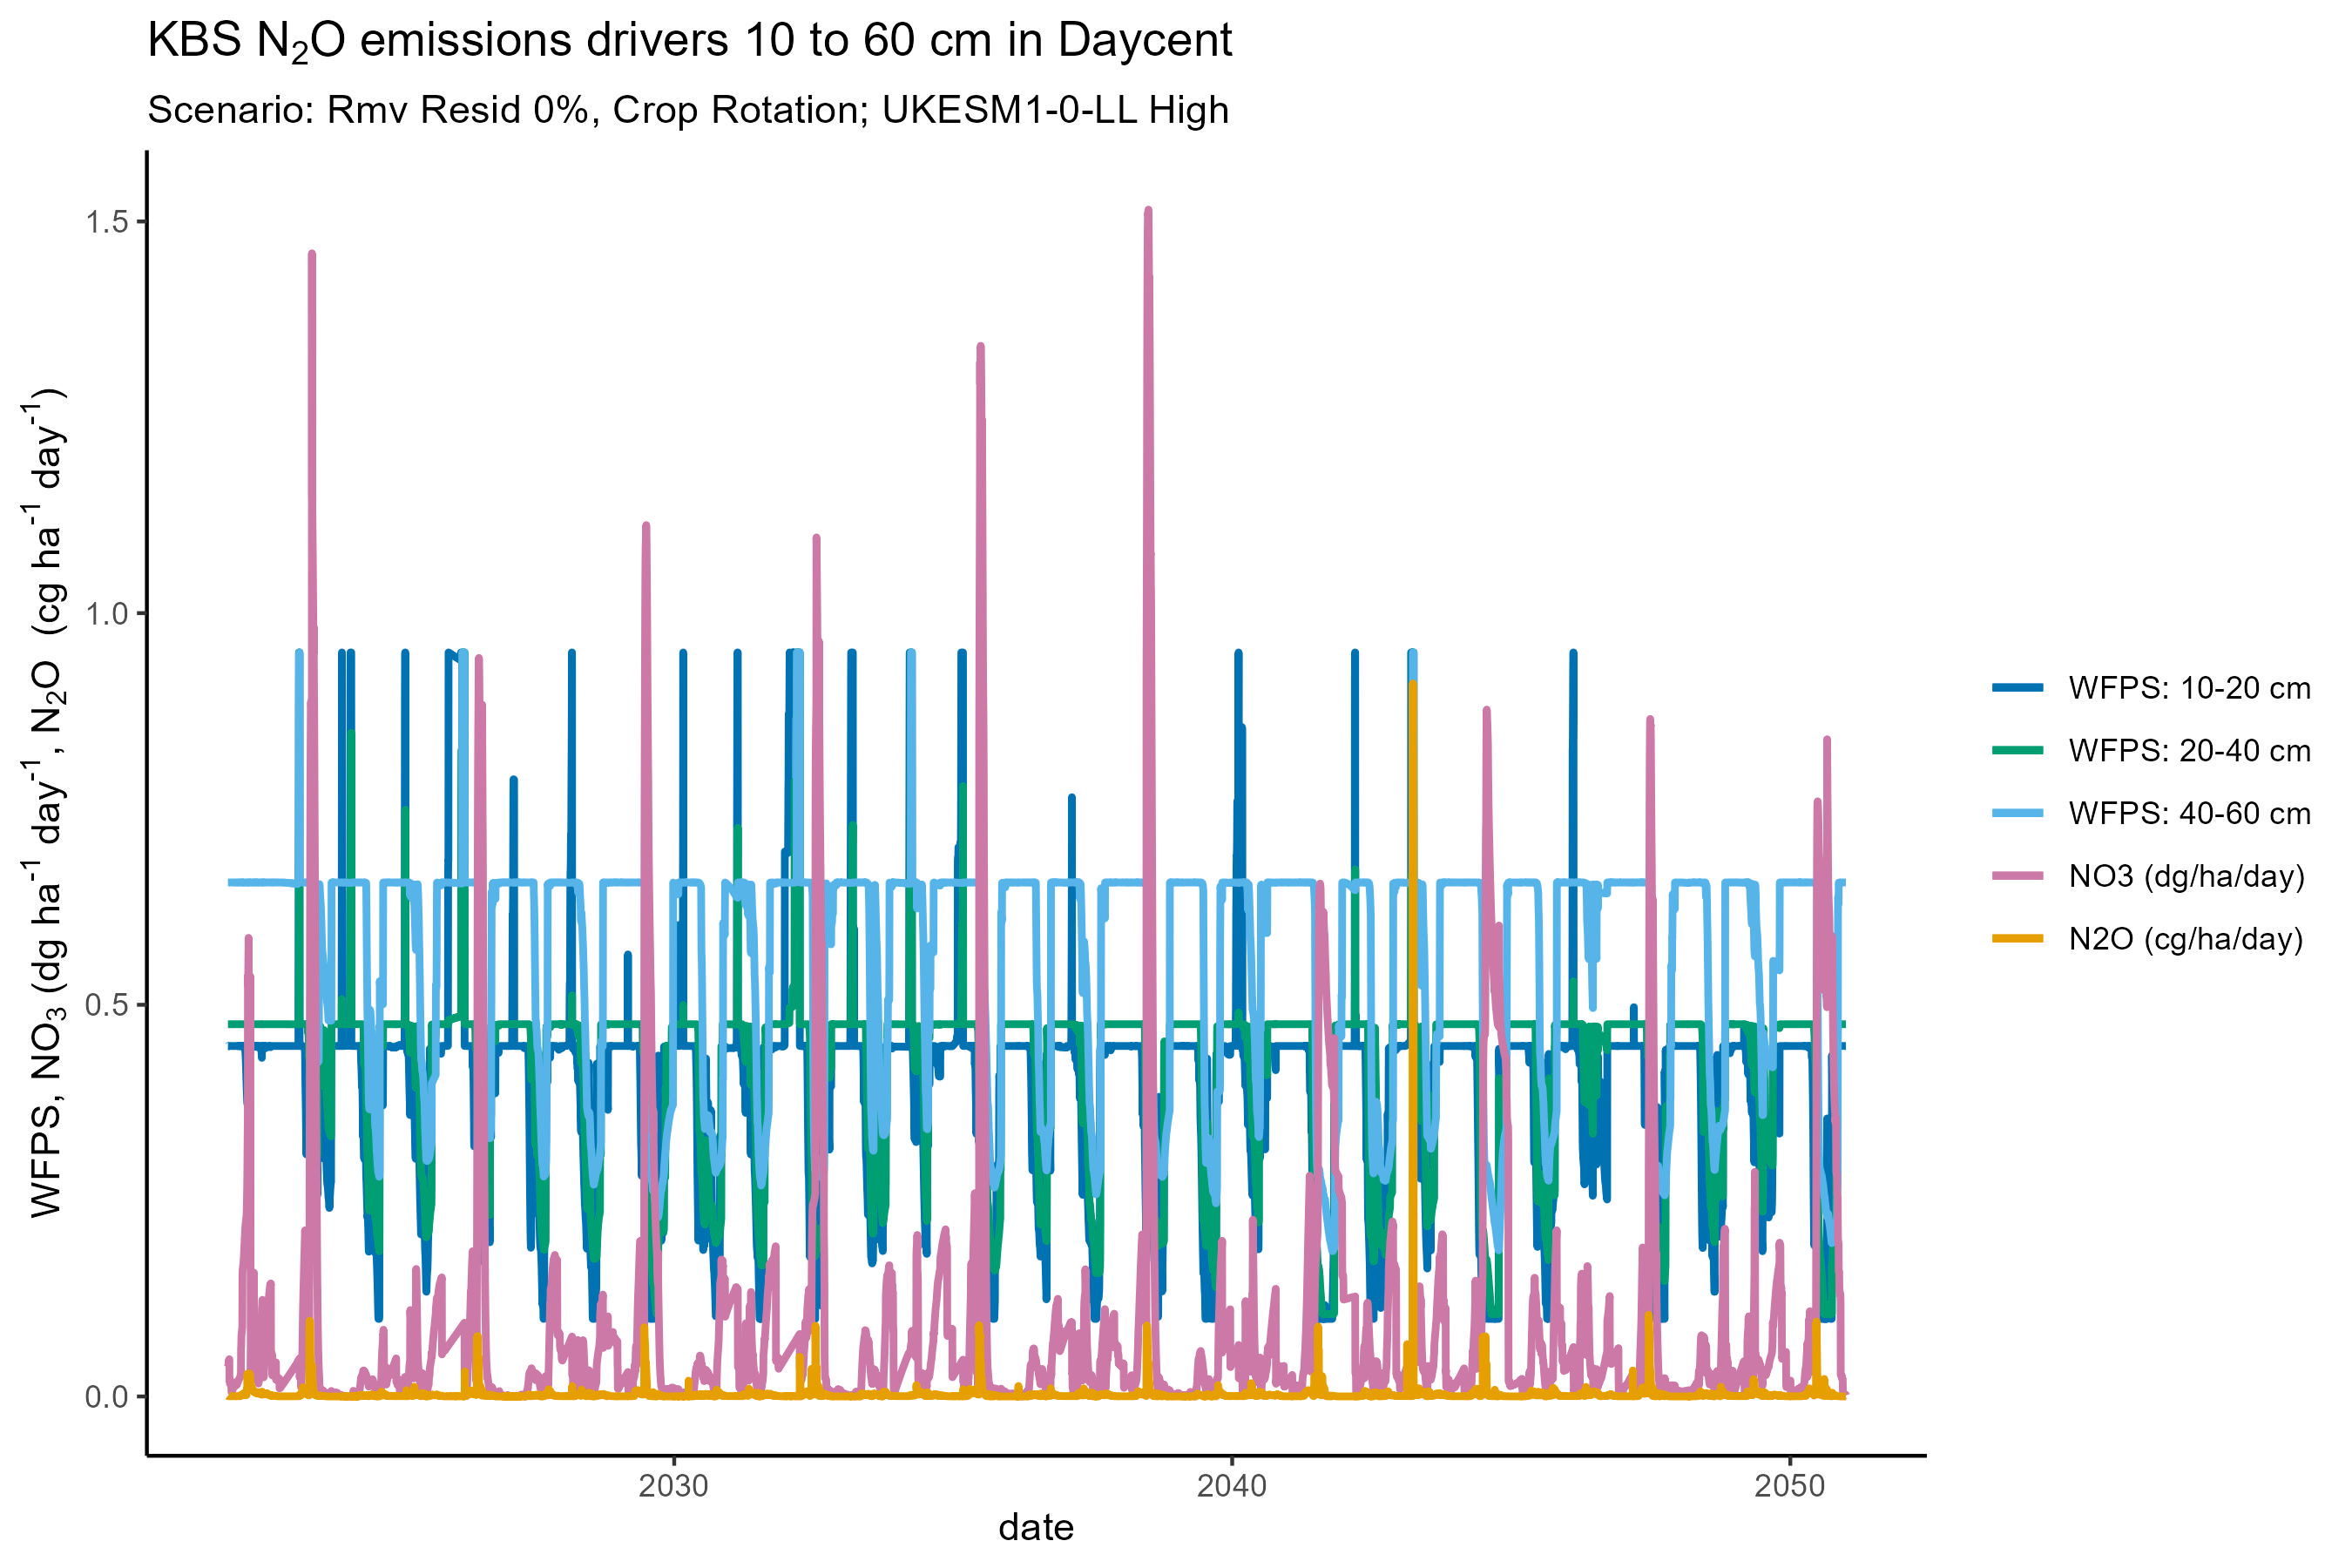 KBS N₂O emissions drivers 10 to 60 cm in Daycent
Scenario: Rmv Resid 0%, Crop Rotation; UKESM1-0-LL High
WFPS, NO₃ (dg ha⁻¹ day⁻¹, N₂O (cg ha⁻¹ day⁻¹)
1.5
1.0
0.5
0.0
2030
2040
2050
date
WFPS: 10-20 cm
WFPS: 20-40 cm
WFPS: 40-60 cm
NO3 (dg/ha/day)
N2O (cg/ha/day)